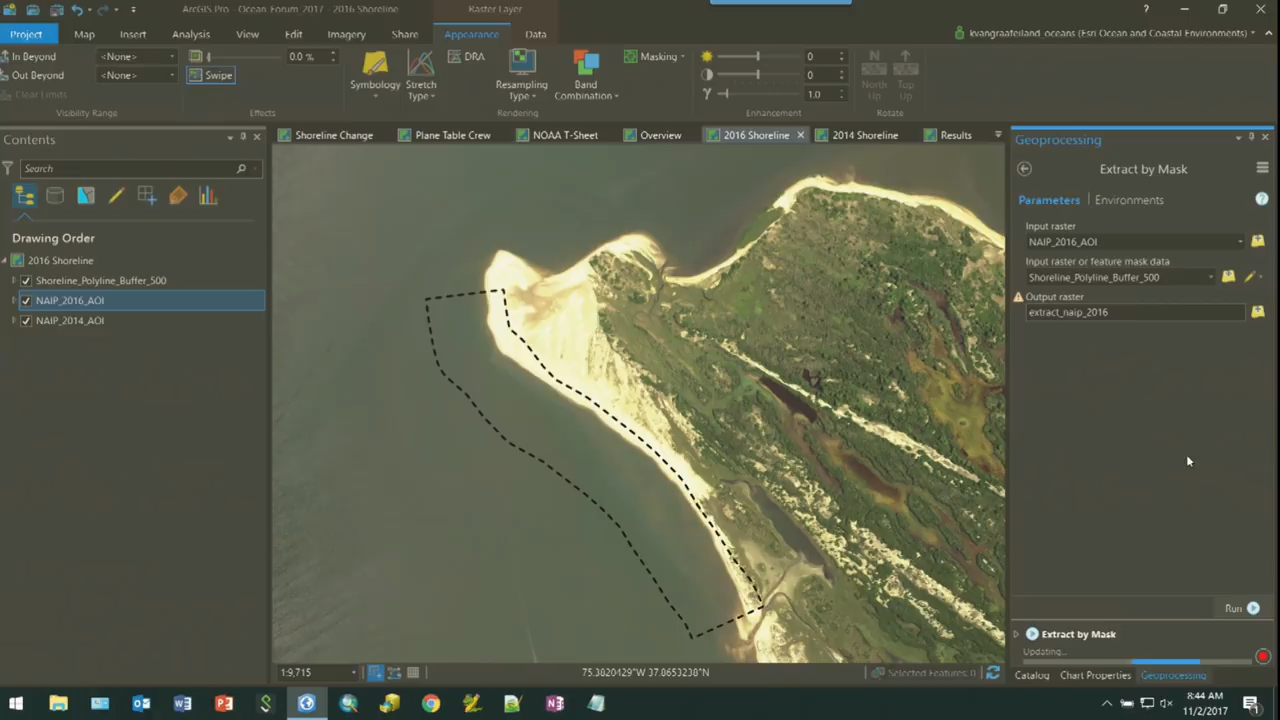 ArcGIS Pro - Ocean_Forum_2017 - 2016 Shoreline
Raster Layer
?
Project
Map
Insert
Analysis
View
Edit
Imagery
Share
Appearance
Data
kvangraafeiland_oceans (Esri Ocean and Coastal Environments)
In Beyond
<None>
Out Beyond
<None>
Clear Limits
Visibility Range
0.0 %
Swipe
Effects
Symbology
Stretch
Type
DRA
Resampling
Type
Band
Combination
Masking
Rendering
0
0
1.0
Enhancement
North
Up
Top
Up
Rotate
Contents
Search
Drawing Order
2016 Shoreline
Shoreline_Polyline_Buffer_500
NAIP_2016_AOI
NAIP_2014_AOI
Shoreline Change
Plane Table Crew
NOAA T-Sheet
Overview
2016 Shoreline
2014 Shoreline
Results
1:9,715
75.3820429°W 37.8653238°N
Selected Features: 0
Geoprocessing
Extract by Mask
Parameters | Environments
Input raster
NAIP_2016_AOI
Input raster or feature mask data
Shoreline_Polyline_Buffer_500
Output raster
extract_naip_2016
Run
Extract by Mask
Updating...
Catalog
Chart Properties
Geoprocessing
8:44 AM
11/2/2017